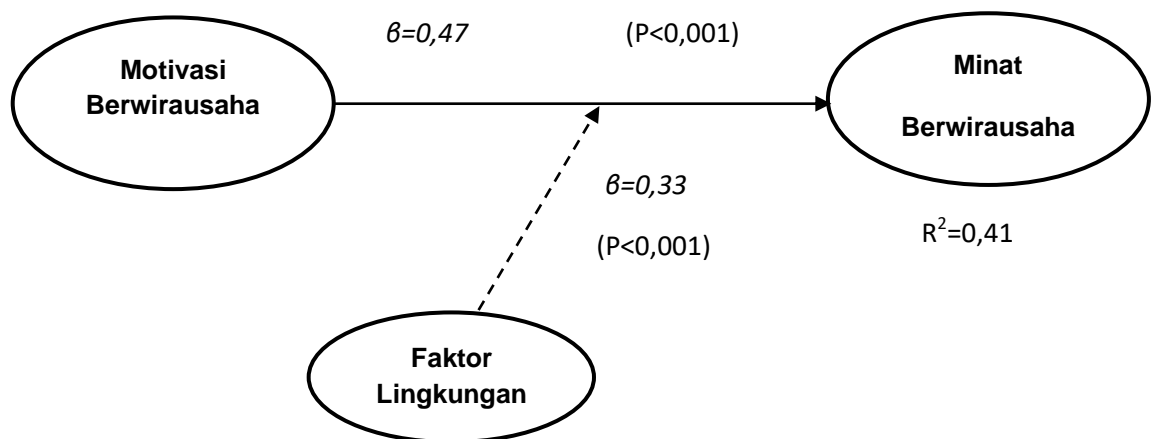 β=0,47 (P<0,001)
Motivasi
Berwirausaha
Minat
Berwirausaha
β=0,33
(P<0,001)
R²=0,41
Faktor
Lingkungan